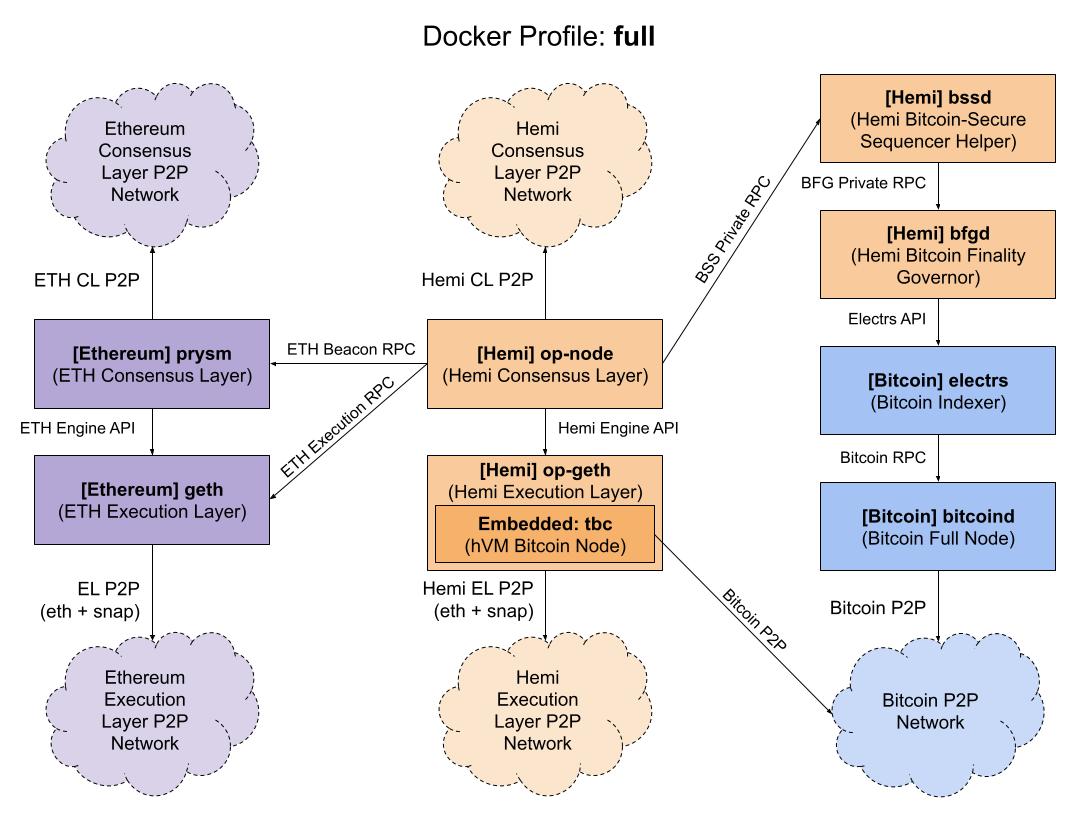 Docker Profile: full
Ethereum
Consensus
Layer P2P
Network
ETH CL P2P
[Ethereum] prysm
(ETH Consensus Layer)
ETH Engine API
[Ethereum] geth
(ETH Execution Layer)
EL P2P
(eth + snap)
Ethereum
Execution
Layer P2P
Network
ETH Beacon RPC
ETH Execution RPC
Hemi
Consensus
Layer P2P
Network
Hemi CL P2P
[Hemi] op-node
(Hemi Consensus Layer)
Hemi Engine API
[Hemi] op-geth
(Hemi Execution Layer)
Embedded: tbc
(hVM Bitcoin Node)
Hemi EL P2P
(eth + snap)
Hemi
Execution
Layer P2P
Network
BSS Private RPC
Bitcoin P2P
[Hemi] bssd
(Hemi Bitcoin-Secure
Sequencer Helper)
BFG Private RPC
[Hemi] bfgd
(Hemi Bitcoin Finality
Governor)
Electrs API
[Bitcoin] electrs
(Bitcoin Indexer)
Bitcoin RPC
[Bitcoin] bitcoind
(Bitcoin Full Node)
Bitcoin P2P
Bitcoin P2P
Network